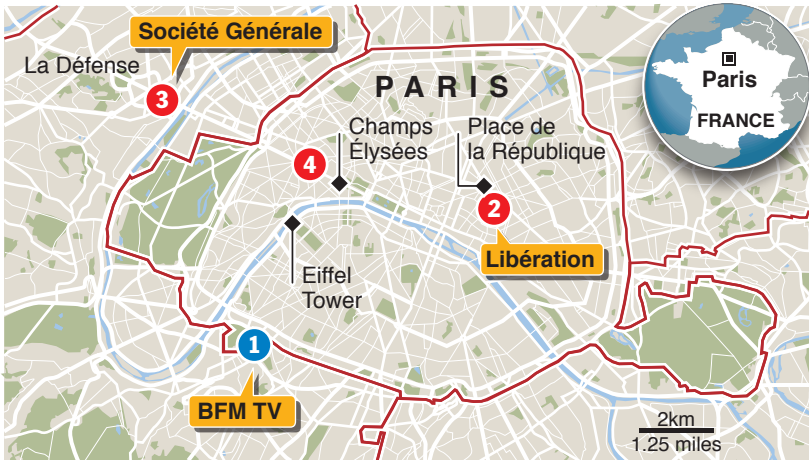 Société Générale
La Défense
3
PARIS
Champs
Élysées
4
Place de
la République
2
Libération
Eiffel
Tower
1
BFM TV
Paris
FRANCE
2km
1.25 miles